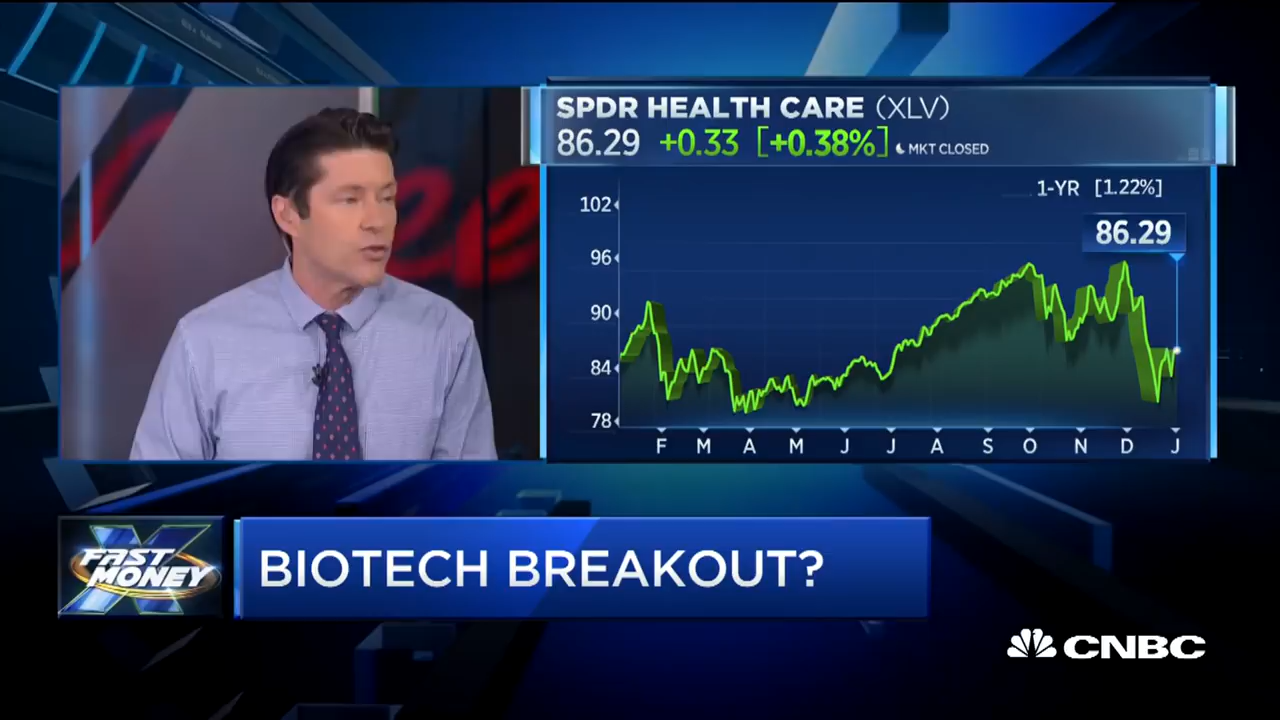 SPDR HEALTH CARE (XLV)
86.29 +0.33 [+0.38%] MKT CLOSED
1-YR [1.22%]
86.29
102
96
90
84
78
F M A M J J A S O N D J
FAST
MONEY
BIOTECH BREAKOUT?
CNBC